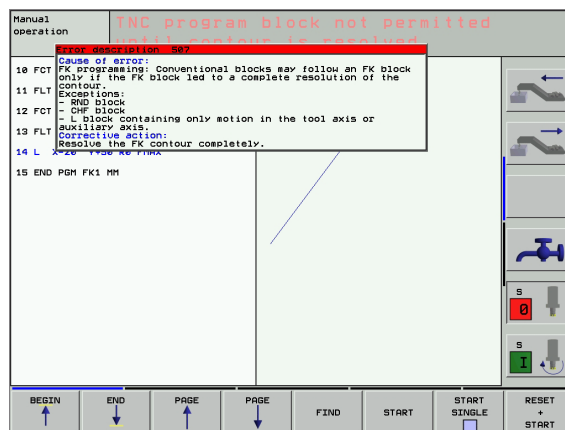 Manual
operation
TNC program block not permitted
until contour is resolved
Error description 507
Cause of error:
FK programming: Conventional blocks may follow an FK block
only if the FK block led to a complete resolution of the
contour.
Exceptions:
- RND block
- CHF block
- L block containing only motion in the tool axis or
auxiliary axis.
Corrective action:
Resolve the FK contour completely.
10 FCT
11 FLT
12 FCT
13 FLT
14 L X-20 Y+50 R0 FMAX
15 END PGM FK1 MM
S
0
S
I
BEGIN
END
PAGE
PAGE
FIND
START
START
SINGLE
RESET
+
START